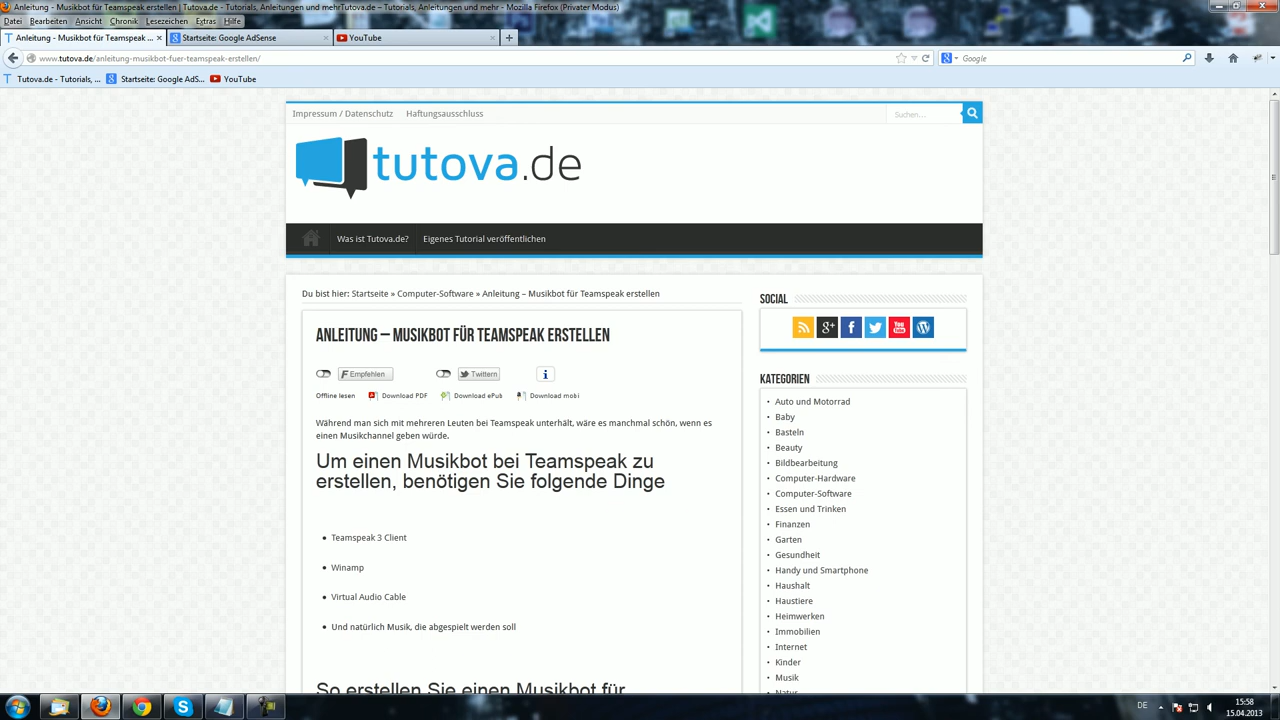 Anleitung - Musikbot für Teamspeak erstellen | Tutova.de - Tutorials, Anleitungen und mehrTutova.de – Tutorials, Anleitungen und mehr - Mozilla Firefox (Privater Modus)
Datei Bearbeiten Ansicht Chronik Lesezeichen Extras Hilfe
Anleitung - Musikbot für Teamspeak ... Startseite: Google AdSense YouTube
www.tutova.de/anleitung-musikbot-fuer-teamspeak-erstellen/ Google
Tutova.de - Tutorials, ... Startseite: Google AdS... YouTube
Impressum / Datenschutz Haftungsausschluss Suchen...
tutova.de
Was ist Tutova.de? Eigenes Tutorial veröffentlichen
Du bist hier: Startseite » Computer-Software » Anleitung – Musikbot für Teamspeak erstellen
ANLEITUNG – MUSIKBOT FÜR TEAMSPEAK ERSTELLEN
Empfehlen Twittern
Offline lesen Download PDF Download ePub Download mobi
Während man sich mit mehreren Leuten bei Teamspeak unterhält, wäre es manchmal schön, wenn es
einen Musikchannel geben würde.
Um einen Musikbot bei Teamspeak zu
erstellen, benötigen Sie folgende Dinge
• Teamspeak 3 Client
• Winamp
• Virtual Audio Cable
• Und natürlich Musik, die abgespielt werden soll
So erstellen Sie einen Musikbot für
SOCIAL
You Tube
KATEGORIEN
• Auto und Motorrad
• Baby
• Basteln
• Beauty
• Bildbearbeitung
• Computer-Hardware
• Computer-Software
• Essen und Trinken
• Finanzen
• Garten
• Gesundheit
• Handy und Smartphone
• Haushalt
• Haustiere
• Heimwerken
• Immobilien
• Internet
• Kinder
• Musik
• Natur
DE 15:58
15.04.2013